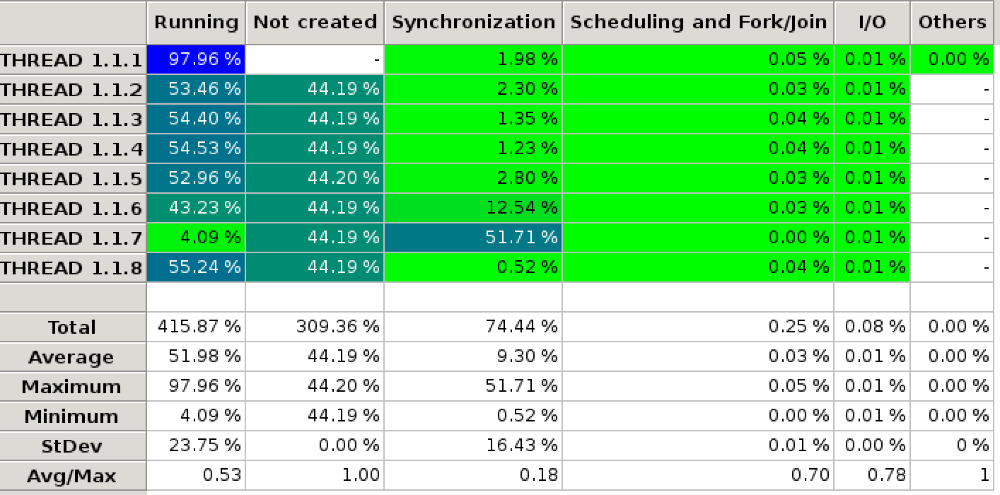 Running Not created Synchronization Scheduling and Fork/Join I/O Others
THREAD 1.1.1 97.96 % - 1.98 % 0.05 % 0.01 % 0.00 %
THREAD 1.1.2 53.46 % 44.19 % 2.30 % 0.03 % 0.01 % -
THREAD 1.1.3 54.40 % 44.19 % 1.35 % 0.04 % 0.01 % -
THREAD 1.1.4 54.53 % 44.19 % 1.23 % 0.04 % 0.01 % -
THREAD 1.1.5 52.96 % 44.20 % 2.80 % 0.03 % 0.01 % -
THREAD 1.1.6 43.23 % 44.19 % 12.54 % 0.03 % 0.01 % -
THREAD 1.1.7 4.09 % 44.19 % 51.71 % 0.00 % 0.01 % -
THREAD 1.1.8 55.24 % 44.19 % 0.52 % 0.04 % 0.01 % -
Total 415.87 % 309.36 % 74.44 % 0.25 % 0.08 % 0.00 %
Average 51.98 % 44.19 % 9.30 % 0.03 % 0.01 % 0.00 %
Maximum 97.96 % 44.20 % 51.71 % 0.05 % 0.01 % 0.00 %
Minimum 4.09 % 44.19 % 0.52 % 0.00 % 0.01 % 0.00 %
StDev 23.75 % 0.00 % 16.43 % 0.01 % 0.00 % 0 %
Avg/Max 0.53 1.00 0.18 0.70 0.78 1